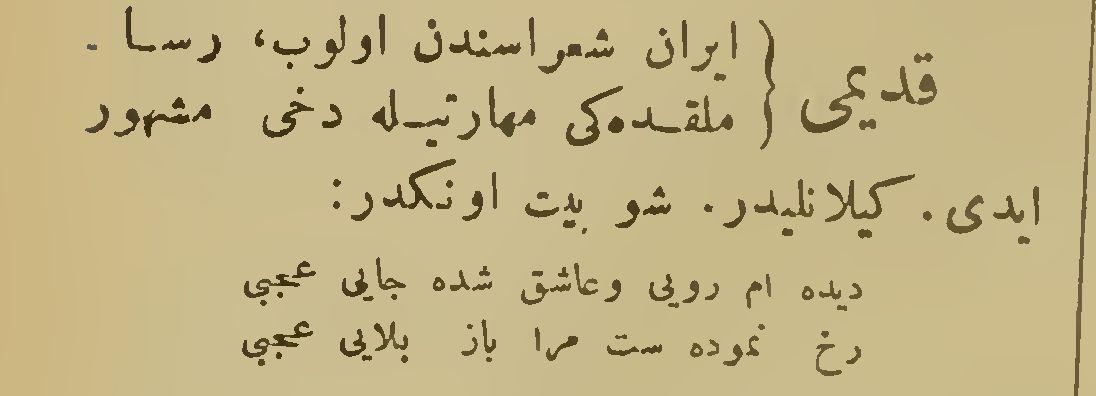 قدیمی { ایران شعراسندن اولوب، رسا-
ملقده‌کی مهارتیله دخی مشهور
ایدی. کیلانلیدر. شو بیت اونکدر:
دیده ام رویی وعاشق شده جایی عجبی
رخ نموده ست مرا باز بلایی عجبی